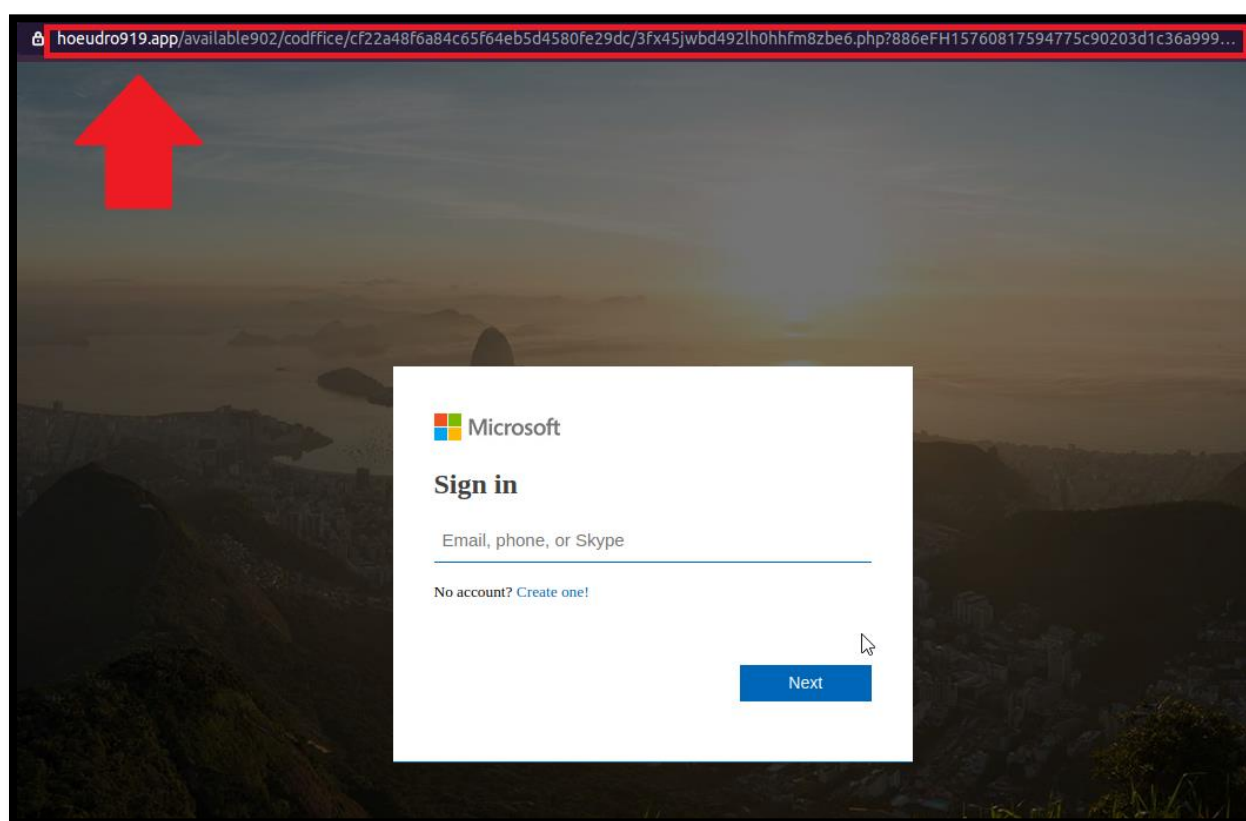 hoeudro919.app/available902/codffice/cf22a48f6a84c65f64eb5d4580fe29dc/3fx45jwbd492lh0hhfm8zbe6.php?886eFH15760817594775c90203d1c36a999...
Microsoft
Sign in
Email, phone, or Skype
No account? Create one!
Next